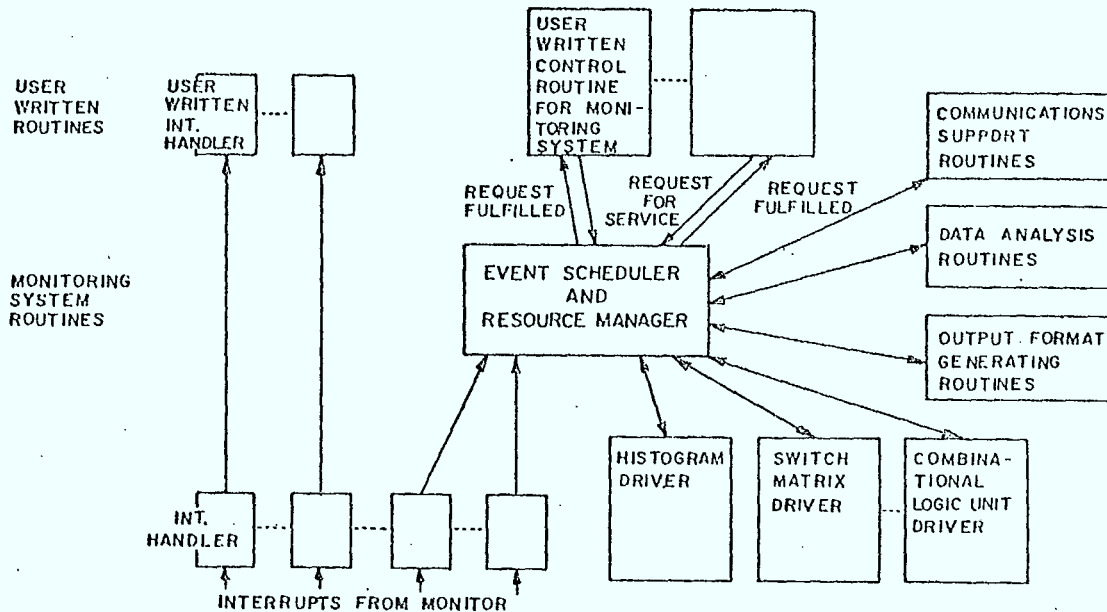 USER
WRITTEN
ROUTINES
USER
WRITTEN
INT.
HANDLER
USER
WRITTEN
CONTROL
ROUTINE
FOR MONI-
TORING
SYSTEM
COMMUNICATIONS
SUPPORT
ROUTINES
REQUEST
FULFILLED
REQUEST
FOR
SERVICE
REQUEST
FULFILLED
DATA ANALYSIS
ROUTINES
MONITORING
SYSTEM
ROUTINES
EVENT SCHEDULER
AND
RESOURCE MANAGER
OUTPUT FORMAT
GENERATING
ROUTINES
HISTOGRAM
DRIVER
SWITCH
MATRIX
DRIVER
COMBINA-
TIONAL
LOGIC UNIT
DRIVER
INT.
HANDLER
INTERRUPTS FROM MONITOR